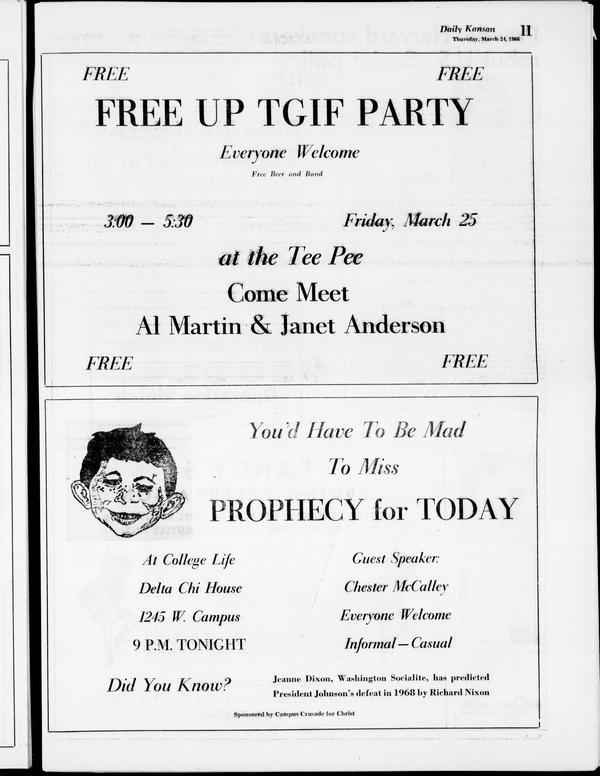 Daily Kansan 11
Thursday, March 24, 1966
FREE FREE
FREE UP TGIF PARTY
Everyone Welcome
Free Beer and Band
3:00 — 5:30 Friday, March 25
at the Tee Pee
Come Meet
Al Martin & Janet Anderson
FREE FREE
You'd Have To Be Mad
To Miss
PROPHECY for TODAY
At College Life
Delta Chi House
1245 W. Campus
9 P.M. TONIGHT
Guest Speaker:
Chester McCalley
Everyone Welcome
Informal — Casual
Did You Know?
Jeanne Dixon, Washington Socialite, has predicted
President Johnson's defeat in 1968 by Richard Nixon
Sponsored by Campus Crusade for Christ